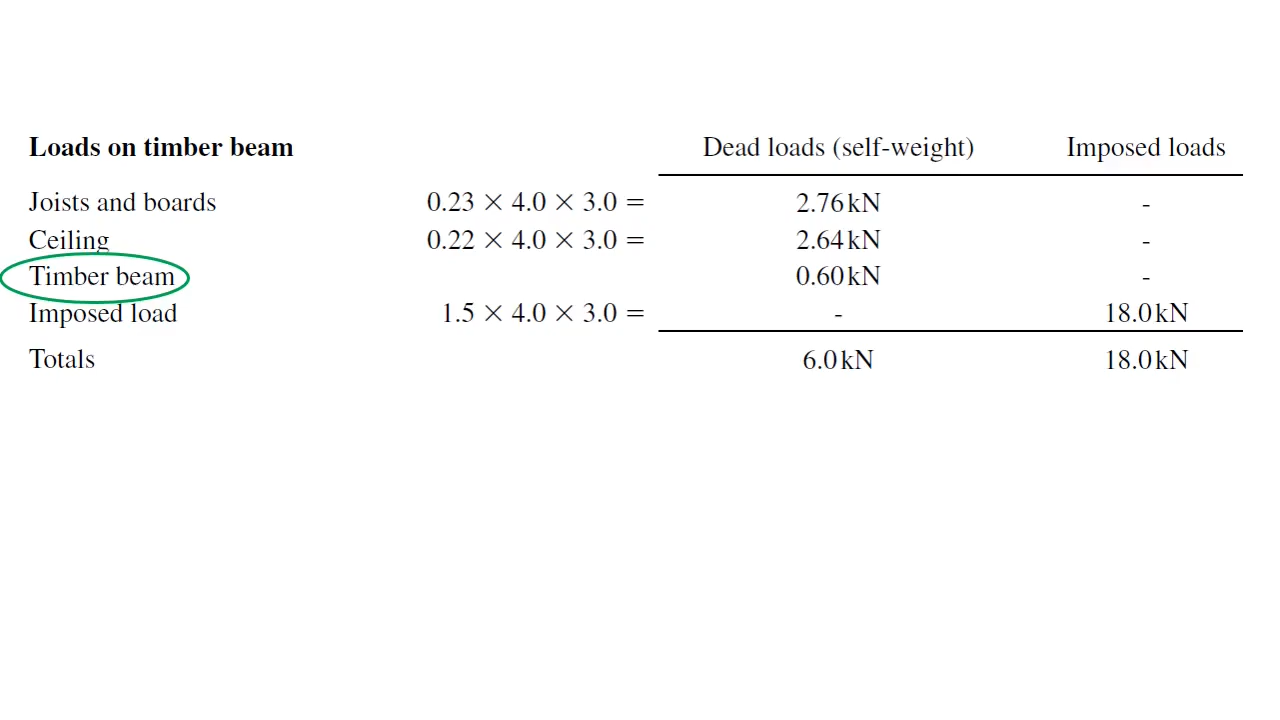 Loads on timber beam Dead loads (self-weight) Imposed loads
Joists and boards 0.23 × 4.0 × 3.0 = 2.76 kN -
Ceiling 0.22 × 4.0 × 3.0 = 2.64 kN -
Timber beam 0.60 kN -
Imposed load 1.5 × 4.0 × 3.0 = - 18.0 kN
Totals 6.0 kN 18.0 kN